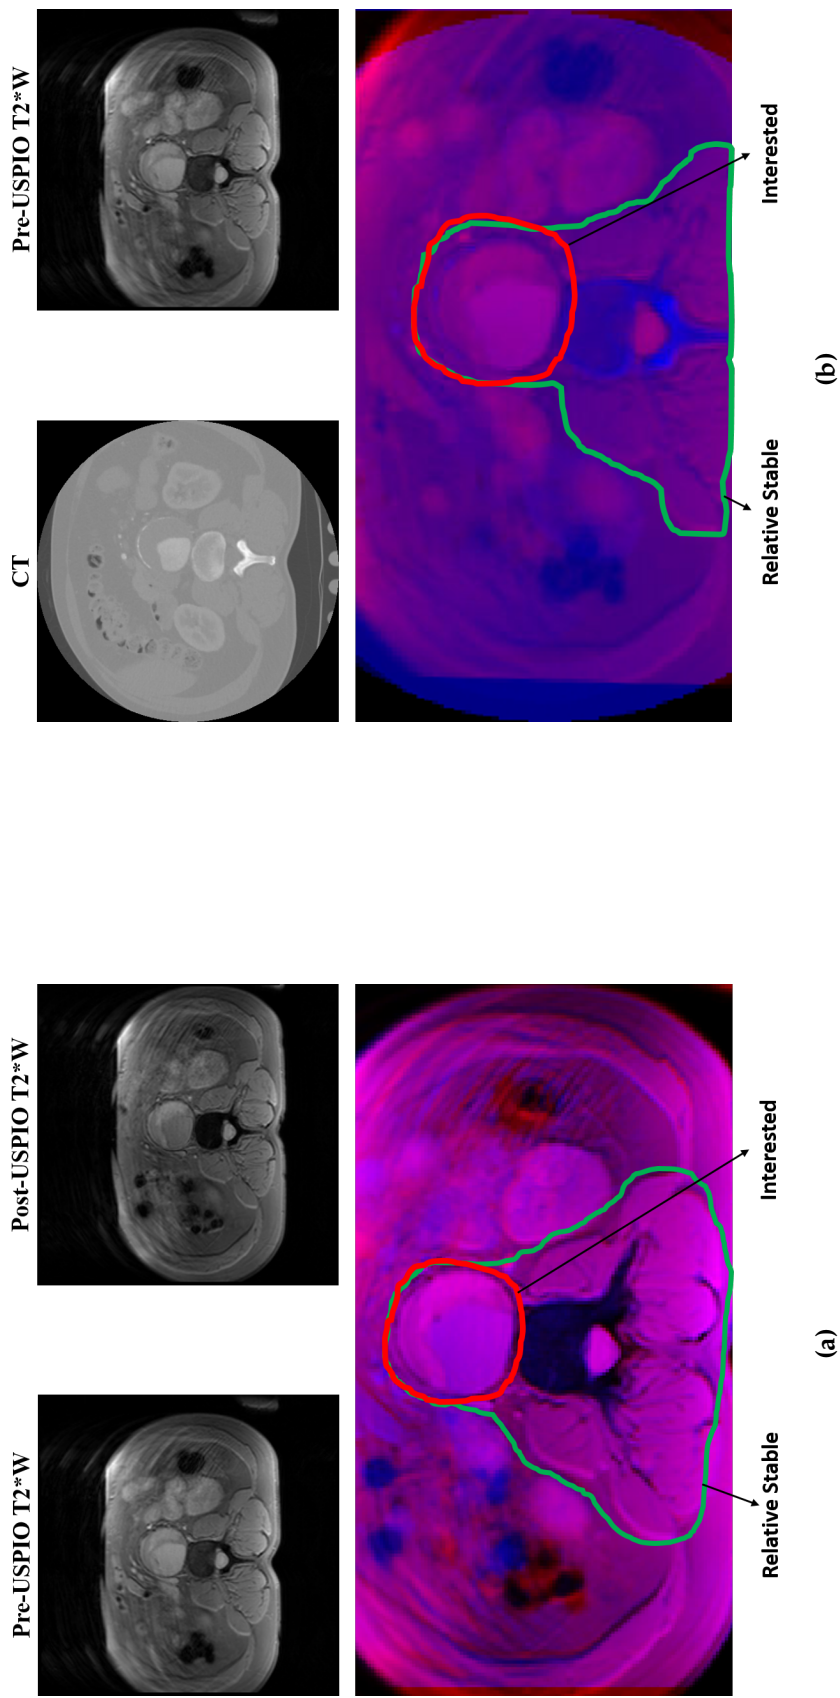 Pre-USPIO T2*W
Post-USPIO T2*W
Relative Stable
Interested
(a)
CT
Pre-USPIO T2*W
Relative Stable
Interested
(b)